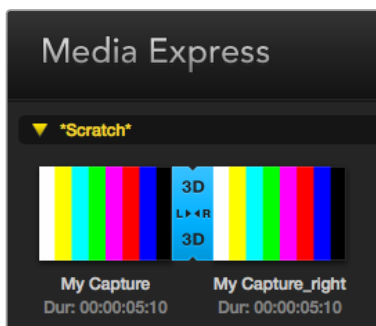 Media Express
*Scratch*
3D
L R
3D
My Capture
My Capture_right
Dur: 00:00:05:10
Dur: 00:00:05:10